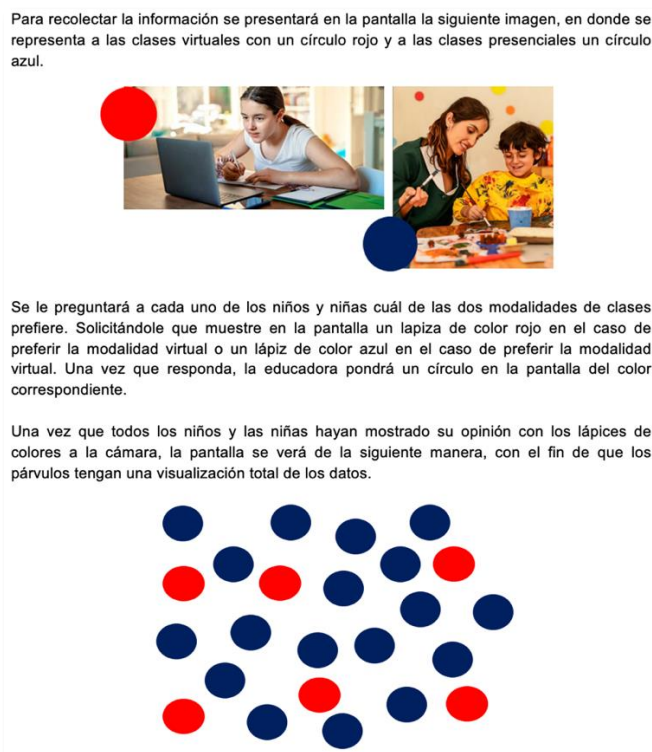 Para recolectar la información se presentará en la pantalla la siguiente imagen, en donde se
representa a las clases virtuales con un círculo rojo y a las clases presenciales un círculo
azul.
Se le preguntará a cada uno de los niños y niñas cuál de las dos modalidades de clases
prefiere. Solicitándole que muestre en la pantalla un lapiza de color rojo en el caso de
preferir la modalidad virtual o un lápiz de color azul en el caso de preferir la modalidad
virtual. Una vez que responda, la educadora pondrá un círculo en la pantalla del color
correspondiente.
Una vez que todos los niños y las niñas hayan mostrado su opinión con los lápices de
colores a la cámara, la pantalla se verá de la siguiente manera, con el fin de que los
párvulos tengan una visualización total de los datos.